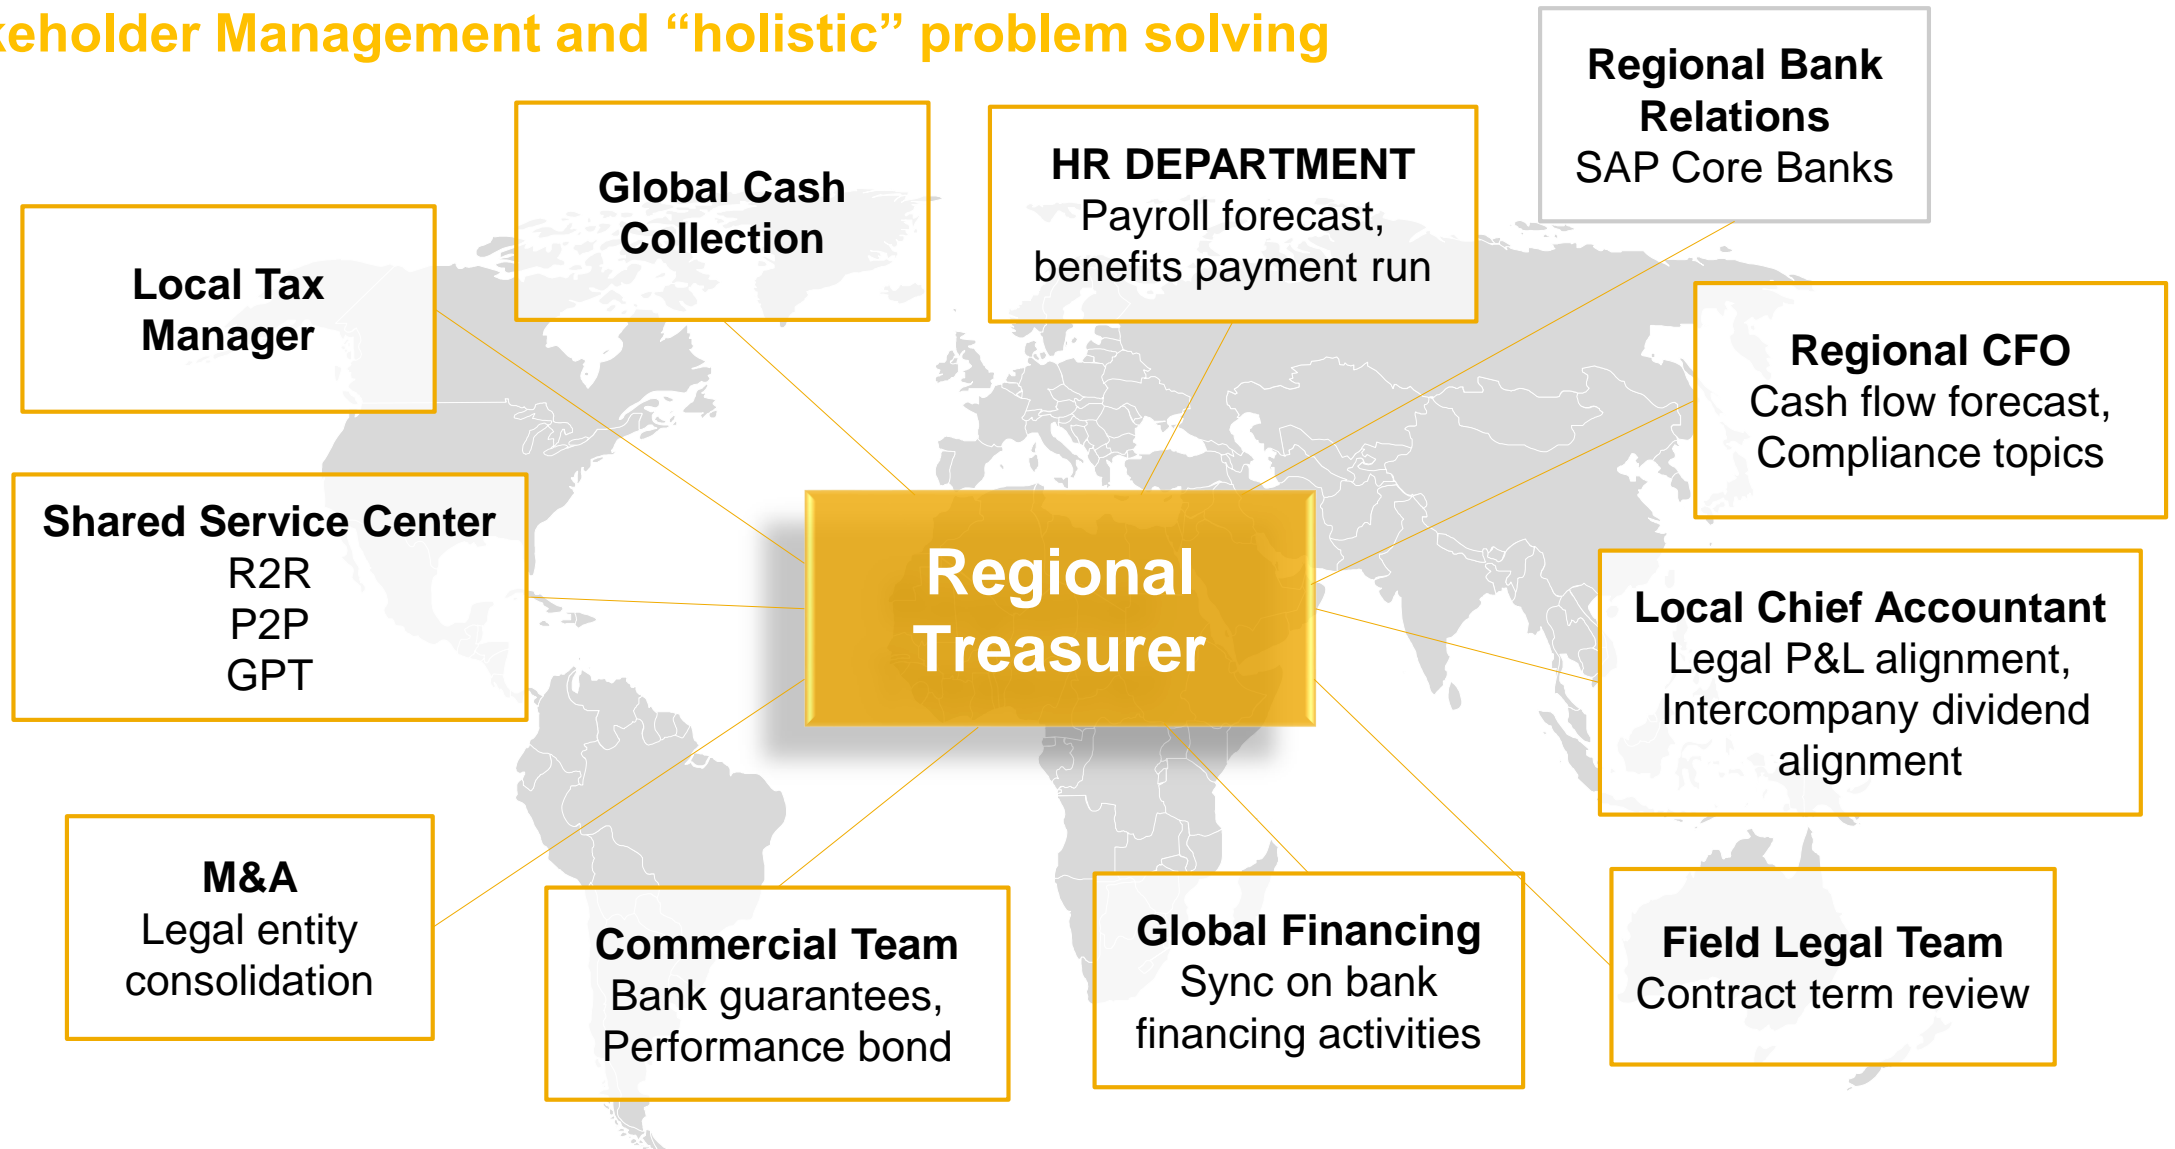 keholder Management and “holistic” problem solving
Regional Bank
Relations
SAP Core Banks
HR DEPARTMENT
Payroll forecast,
benefits payment run
Global Cash
Collection
Local Tax
Manager
Regional CFO
Cash flow forecast,
Compliance topics
Shared Service Center
R2R
P2P
GPT
Regional
Treasurer
Local Chief Accountant
Legal P&L alignment,
Intercompany dividend
alignment
M&A
Legal entity
consolidation
Commercial Team
Bank guarantees,
Performance bond
Global Financing
Sync on bank
financing activities
Field Legal Team
Contract term review